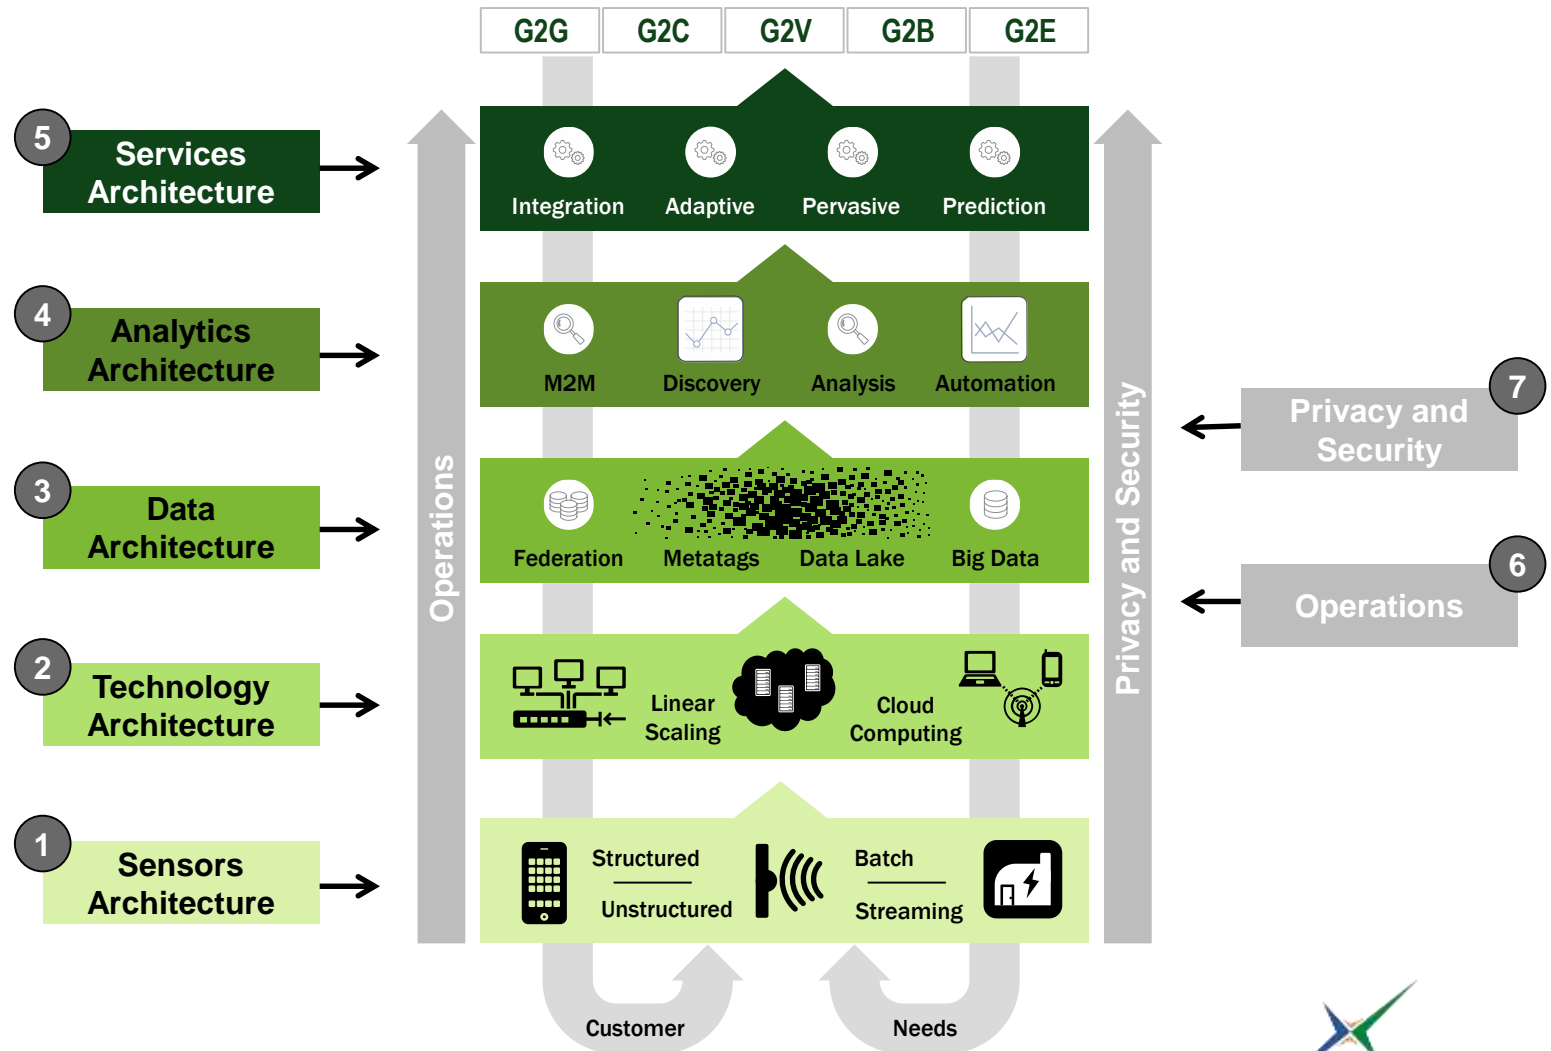 G2G G2C G2V G2B G2E
5
Services
Architecture
Integration Adaptive Pervasive Prediction
4
Analytics
Architecture
M2M Discovery Analysis Automation
3
Data
Architecture
Federation Metatags Data Lake Big Data
2
Technology
Architecture
Linear
Scaling
Cloud
Computing
1
Sensors
Architecture
Structured
Unstructured
Batch
Streaming
Customer Needs
Operations
Privacy and Security
7
Privacy and
Security
6
Operations